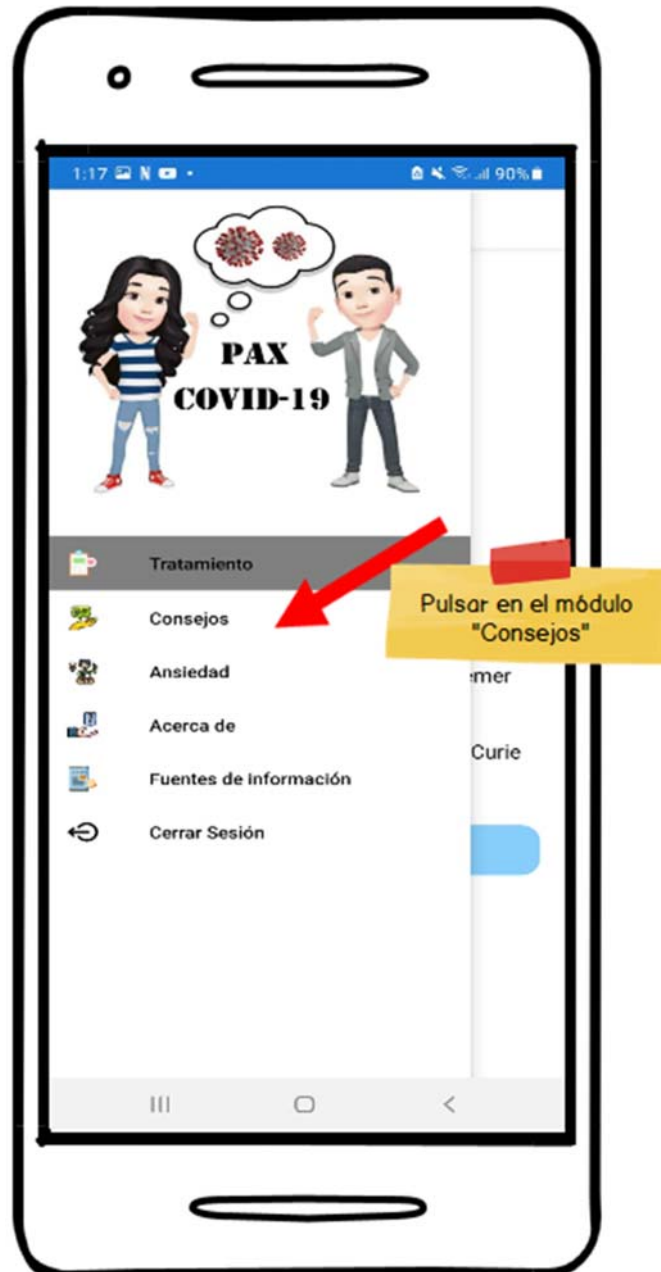 1:17 N 90%
PAX
COVID-19
Tratamiento
Consejos
Pulsar en el módulo
"Consejos"
Ansiedad
emer
Acerca de
Curie
Fuentes de información
Cerrar Sesión